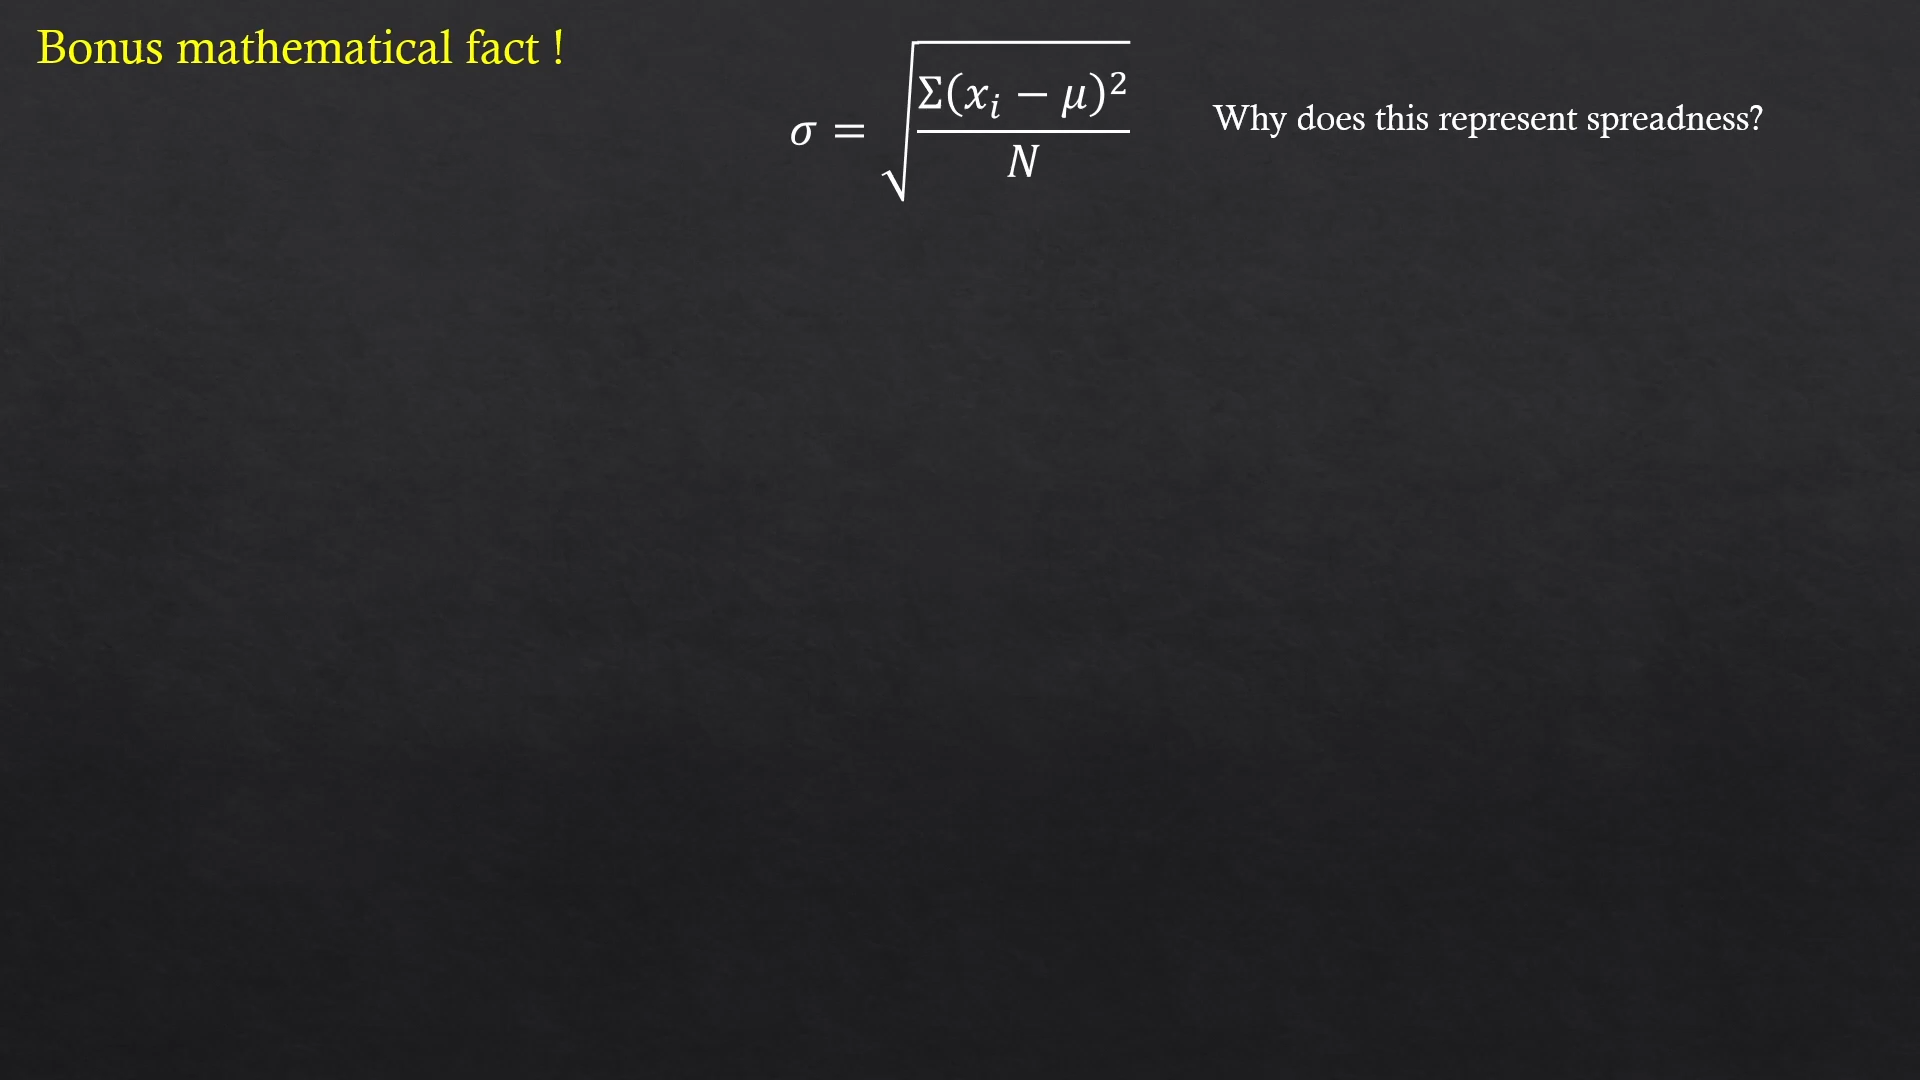 Bonus mathematical fact !
σ = √(Σ(xᵢ − μ)² / N)
Why does this represent spreadness?